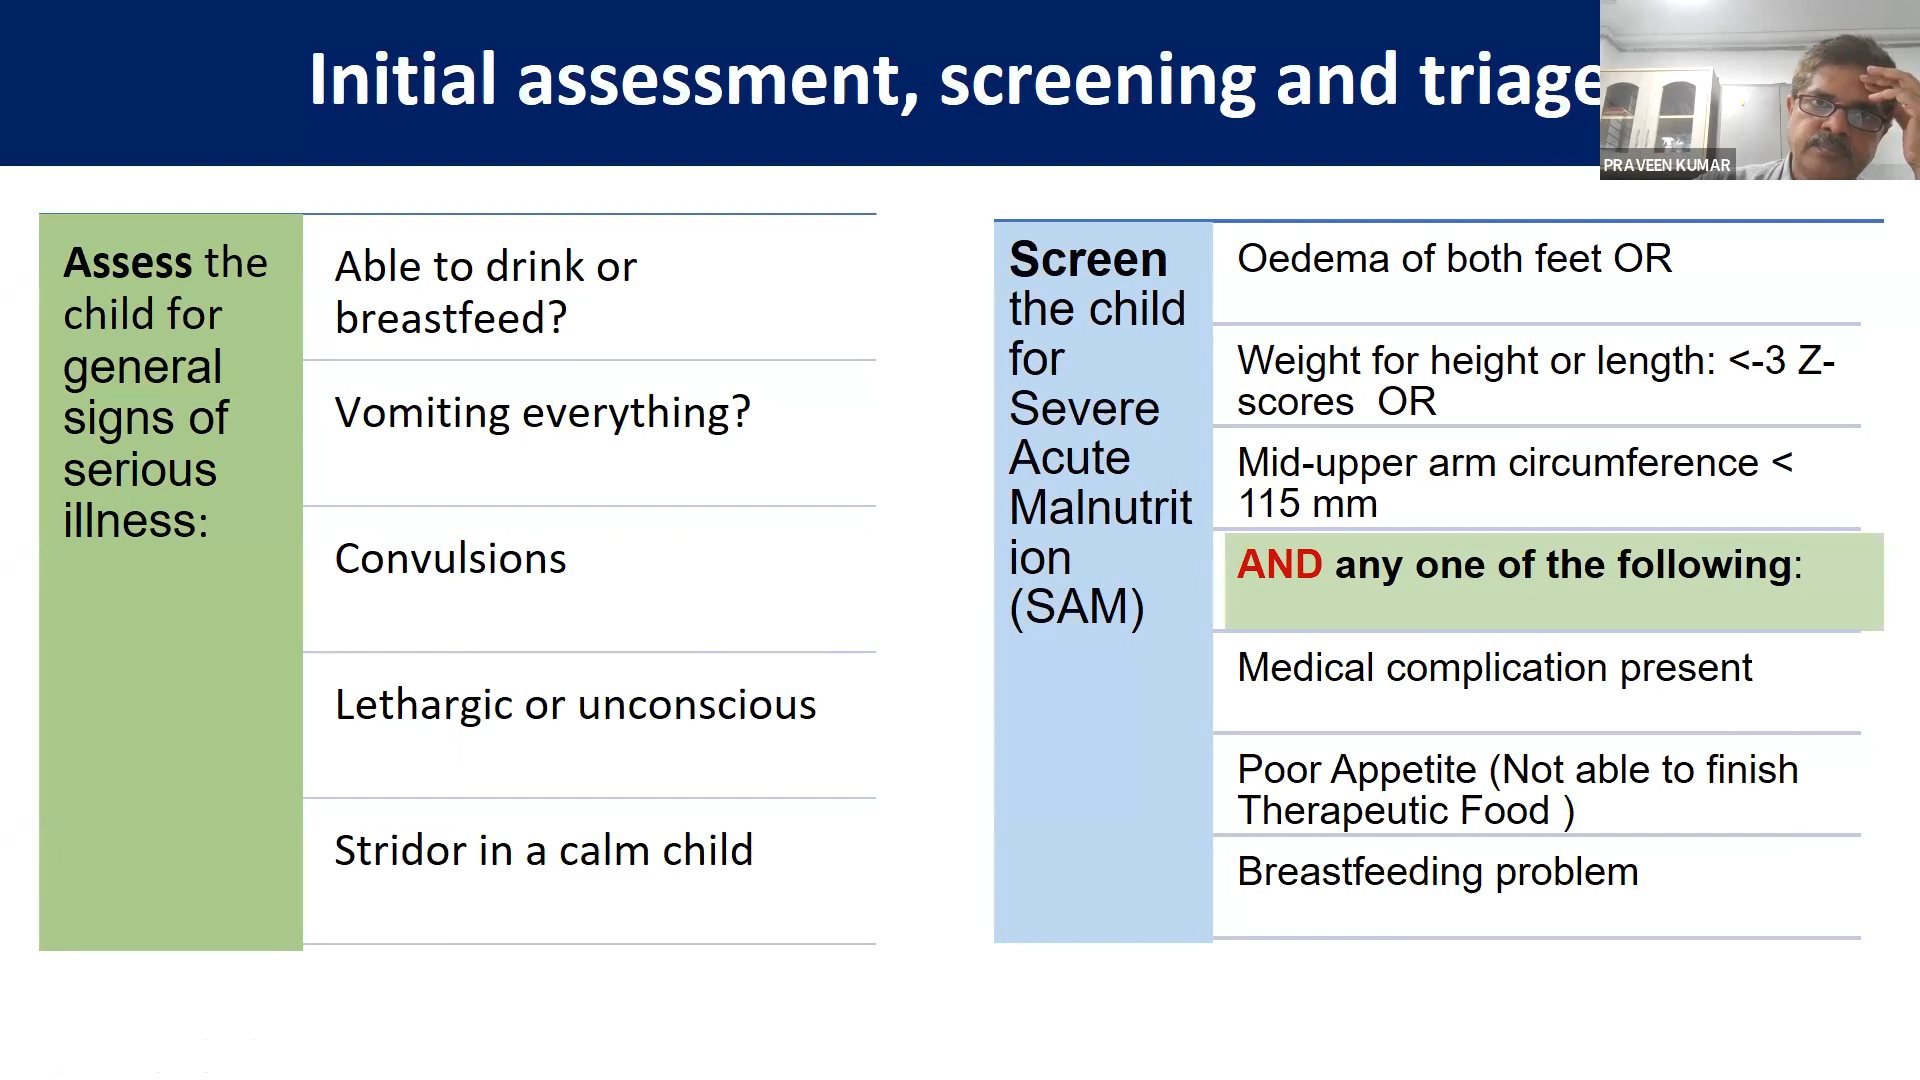 Initial assessment, screening and triage
PRAVEEN KUMAR
Assess the
child for
general
signs of
serious
illness:
Able to drink or
breastfeed?
Vomiting everything?
Convulsions
Lethargic or unconscious
Stridor in a calm child
Screen
the child
for
Severe
Acute
Malnutrit
ion
(SAM)
Oedema of both feet OR
Weight for height or length: <-3 Z-
scores  OR
Mid-upper arm circumference <
115 mm
AND any one of the following:
Medical complication present
Poor Appetite (Not able to finish
Therapeutic Food )
Breastfeeding problem